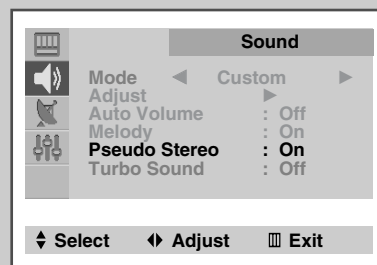 Sound
Mode ◀ Custom ▶
Adjust ▶
Auto Volume : Off
Melody : On
Pseudo Stereo : On
Turbo Sound : Off
Select Adjust Exit